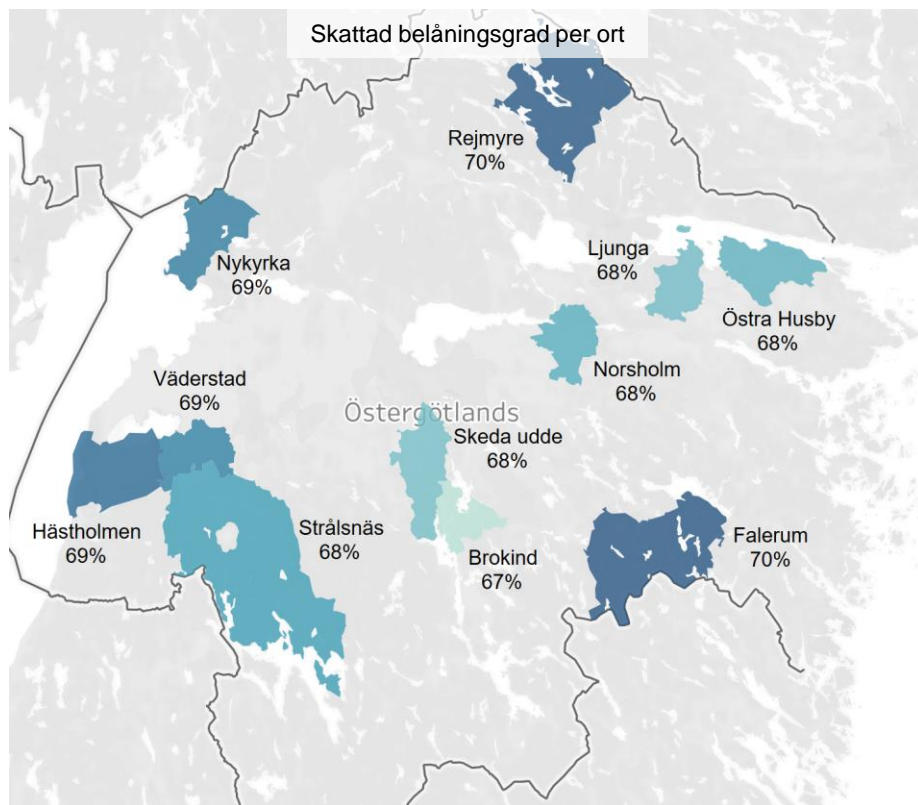 Skattad belåningsgrad per ort
Rejmyre
70%
Nykyrka
69%
Ljunga
68%
Östra Husby
68%
Norsholm
68%
Väderstad
69%
Östergötlands
Skeda udde
68%
Hästholmen
69%
Strålsnäs
68%
Brokind
67%
Falerum
70%